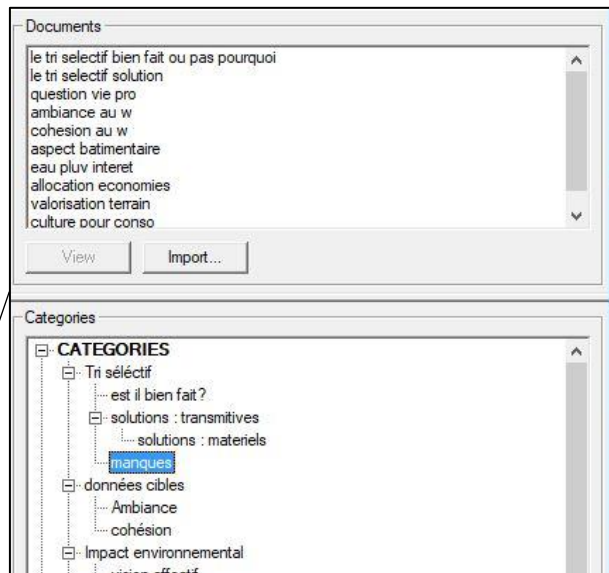 Documents
le tri selectif bien fait ou pas pourquoi
le tri selectif solution
question vie pro
ambiance au w
cohesion au w
aspect batimentaire
eau pluv interet
allocation economies
valorisation terrain
culture pour conso
View Import...
Categories
CATEGORIES
Tri séléctif
est il bien fait?
solutions : transmitives
solutions : materiels
manques
données cibles
Ambiance
cohésion
Impact environnemental
vision effectif